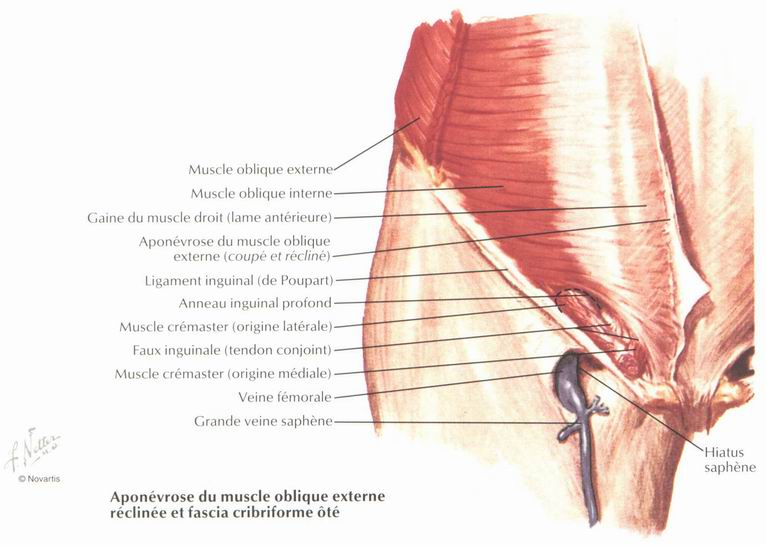 Muscle oblique externe
Muscle oblique interne
Gaine du muscle droit (lame antérieure)
Aponévrose du muscle oblique
externe (coupé et récliné)
Ligament inguinal (de Poupart)
Anneau inguinal profond
Muscle crémaster (origine latérale)
Faux inguinale (tendon conjoint)
Muscle crémaster (origine médiale)
Veine fémorale
Grande veine saphène
Hiatus
saphène
f. Netter
© Novartis
Aponévrose du muscle oblique externe
réclinée et fascia cribriforme ôté